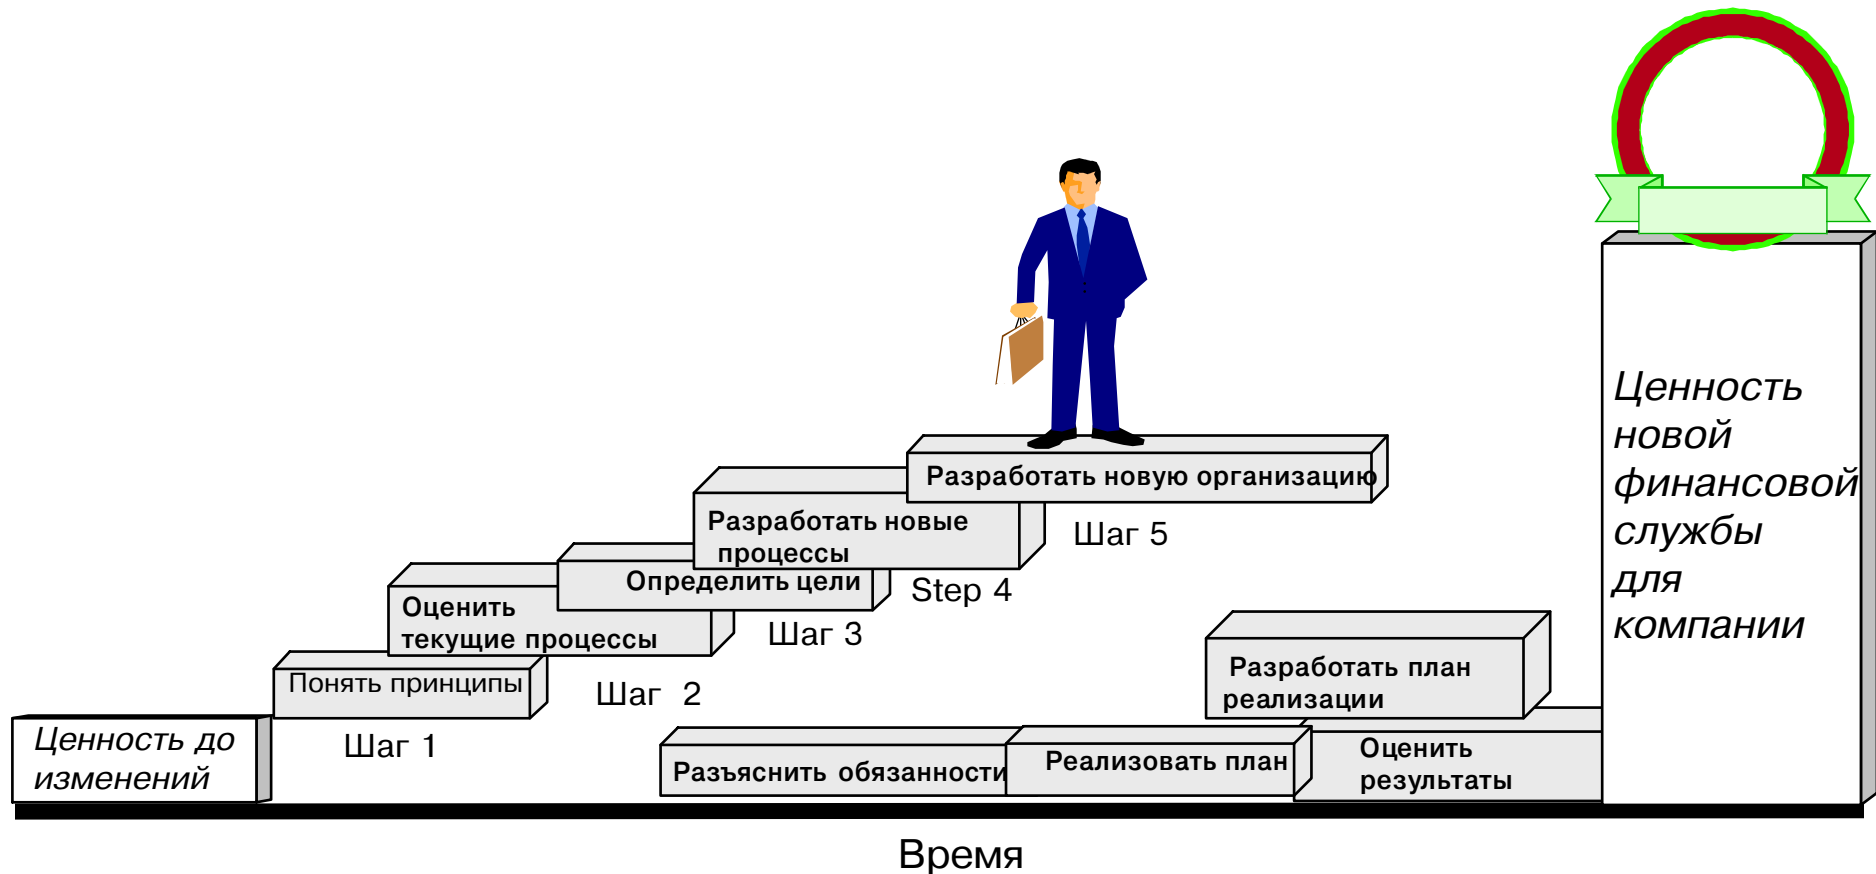 Ценность до
изменений
Понять принципы
Шаг 1
Оценить
текущие процессы
Шаг 2
Определить цели
Шаг 3
Разработать новые
процессы
Step 4
Разработать новую организацию
Шаг 5
Разъяснить обязанности
Реализовать план
Разработать план
реализации
Оценить
результаты
Ценность
новой
финансовой
службы
для
компании
Время